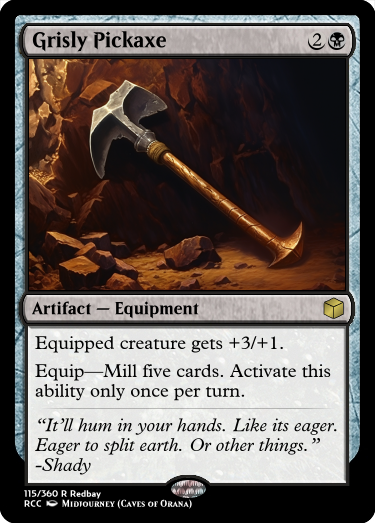 Grisly Pickaxe 2
Artifact — Equipment
Equipped creature gets +3/+1.
Equip—Mill five cards. Activate this
ability only once per turn.
“It’ll hum in your hands. Like its eager.
Eager to split earth. Or other things.”
-Shady
115/360 R Redbay
RCC Midjourney (Caves of Orana)